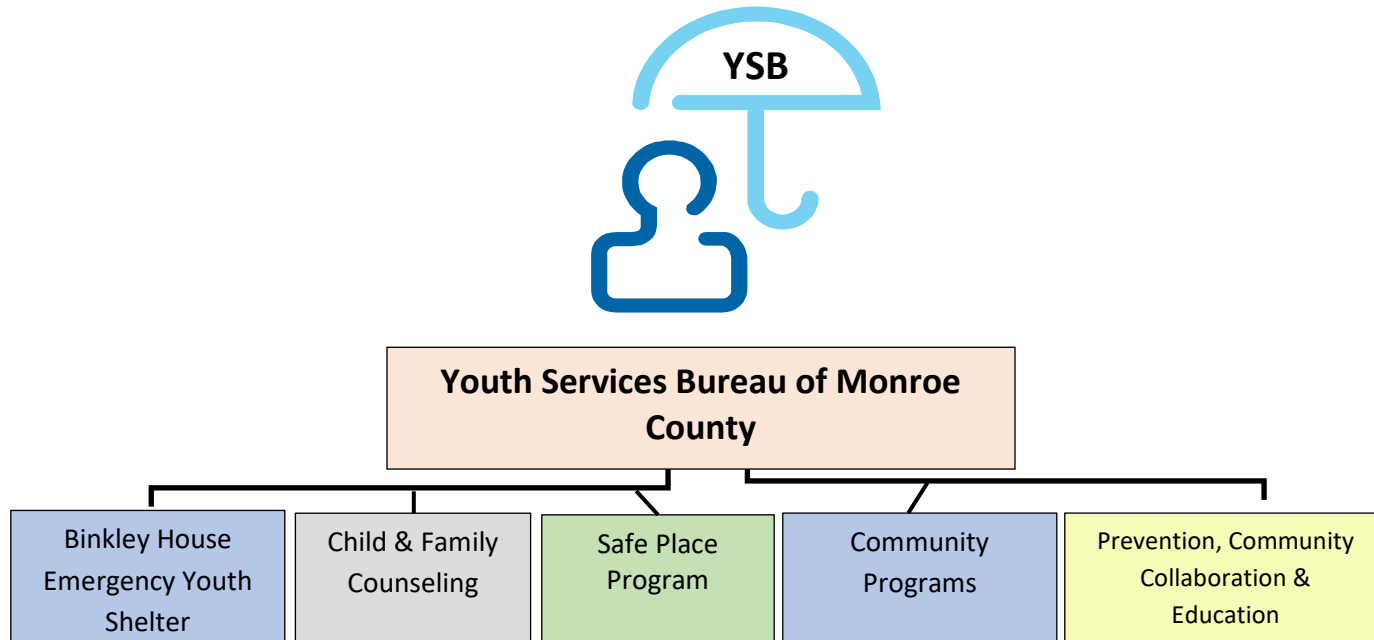 YSB
Youth Services Bureau of Monroe
County
Binkley House
Emergency Youth
Shelter
Child & Family
Counseling
Safe Place
Program
Community
Programs
Prevention, Community
Collaboration &
Education